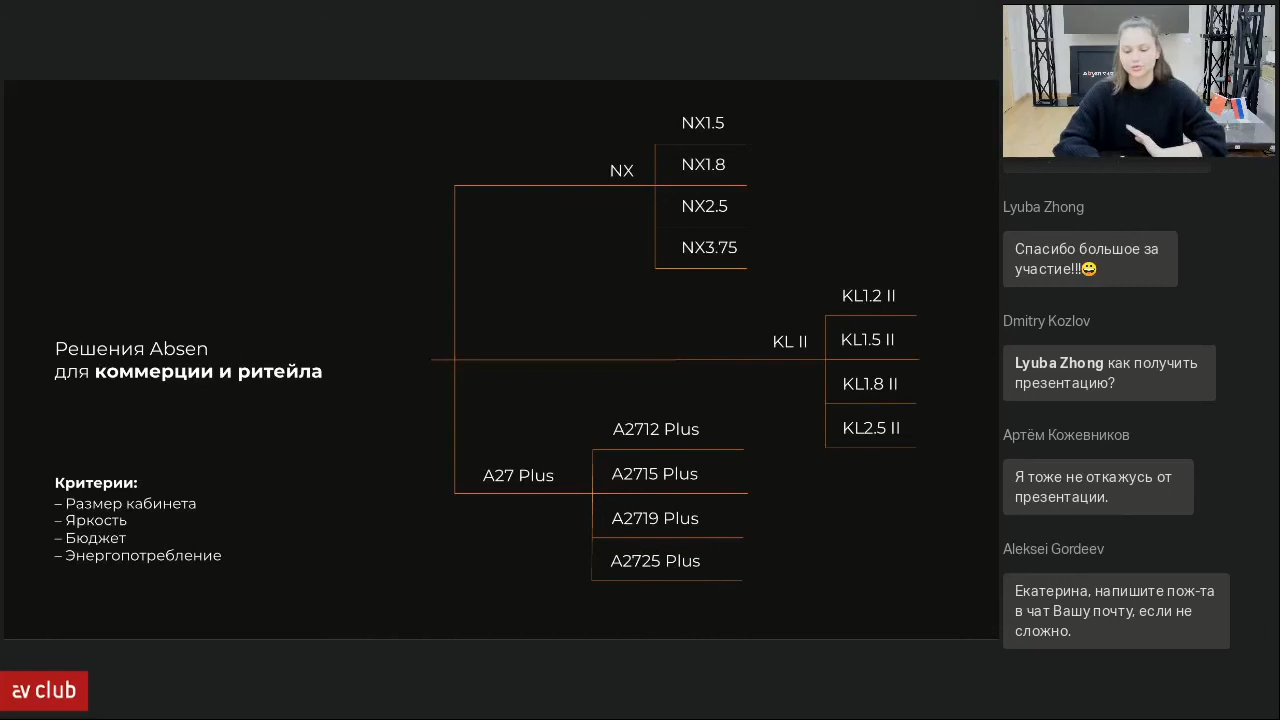 NX1.5
NX
NX1.8
NX2.5
NX3.75
KL1.2 II
KL II
KL1.5 II
KL1.8 II
KL2.5 II
Решения Absen
для коммерции и ритейла
A2712 Plus
A27 Plus
A2715 Plus
A2719 Plus
A2725 Plus
Критерии:
– Размер кабинета
– Яркость
– Бюджет
– Энергопотребление
av club
Lyuba Zhong
Спасибо большое за
участие!!!😀
Dmitry Kozlov
Lyuba Zhong как получить
презентацию?
Артём Кожевников
Я тоже не откажусь от
презентации.
Aleksei Gordeev
Екатерина, напишите пож-та
в чат Вашу почту, если не
сложно.